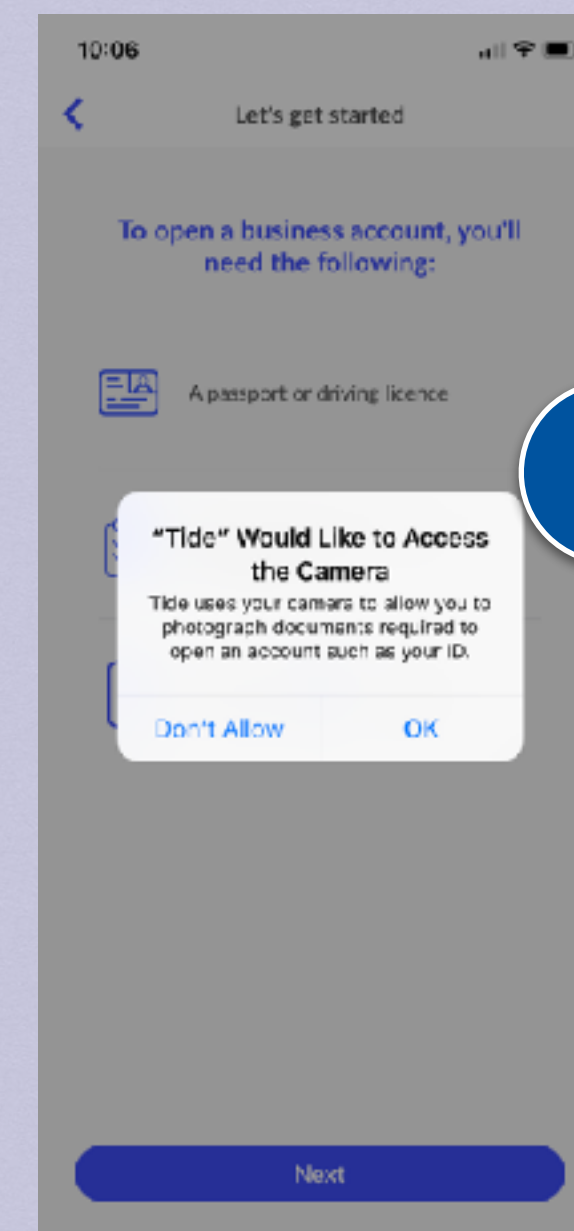 10:06
Let's get started
To open a business account, you'll
need the following:
A passport or driving licence
"Tide" Would Like to Access
the Camera
Tide uses your camera to allow you to
photograph documents required to
open an account such as your ID.
Don't Allow
OK
Next